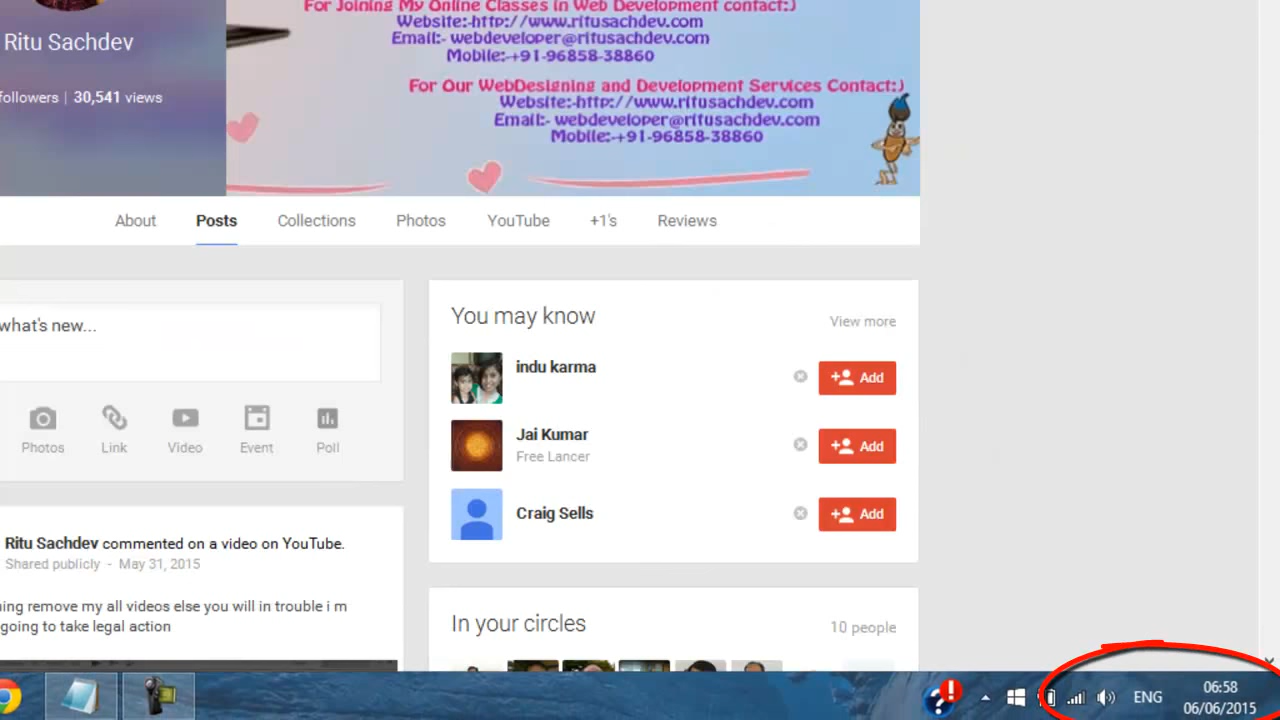 For Joining My Online Classes in Web Development contact:)
Website:-http://www.ritusachdev.com
Email:- webdeveloper@ritusachdev.com
Mobile:-+91-96858-38860
Ritu Sachdev
followers | 30,541 views
For Our WebDesigning and Development Services Contact:)
Website:-http://www.ritusachdev.com
Email:- webdeveloper@ritusachdev.com
Mobile:-+91-96858-38860
About Posts Collections Photos YouTube +1's Reviews
what's new...
Photos Link Video Event Poll
Ritu Sachdev commented on a video on YouTube.
Shared publicly - May 31, 2015
remove my all videos else you will in trouble i m
going to take legal action
You may know
View more
indu karma
Add
Jai Kumar
Free Lancer
Add
Craig Sells
Add
In your circles
10 people
ENG
06:58
06/06/2015